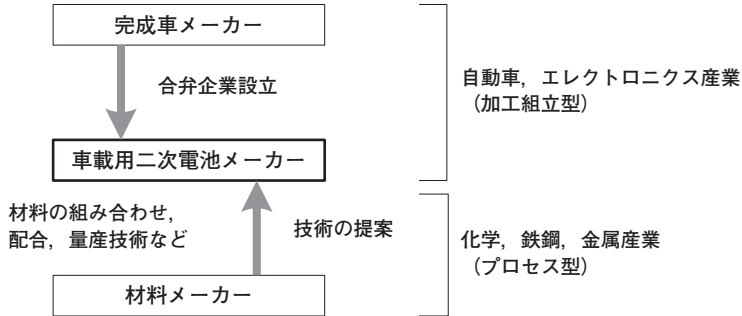 完成車メーカー
合弁企業設立
自動車，エレクトロニクス産業
（加工組立型）
車載用二次電池メーカー
材料の組み合わせ，
配合，量産技術など
技術の提案
化学，鉄鋼，金属産業
（プロセス型）
材料メーカー